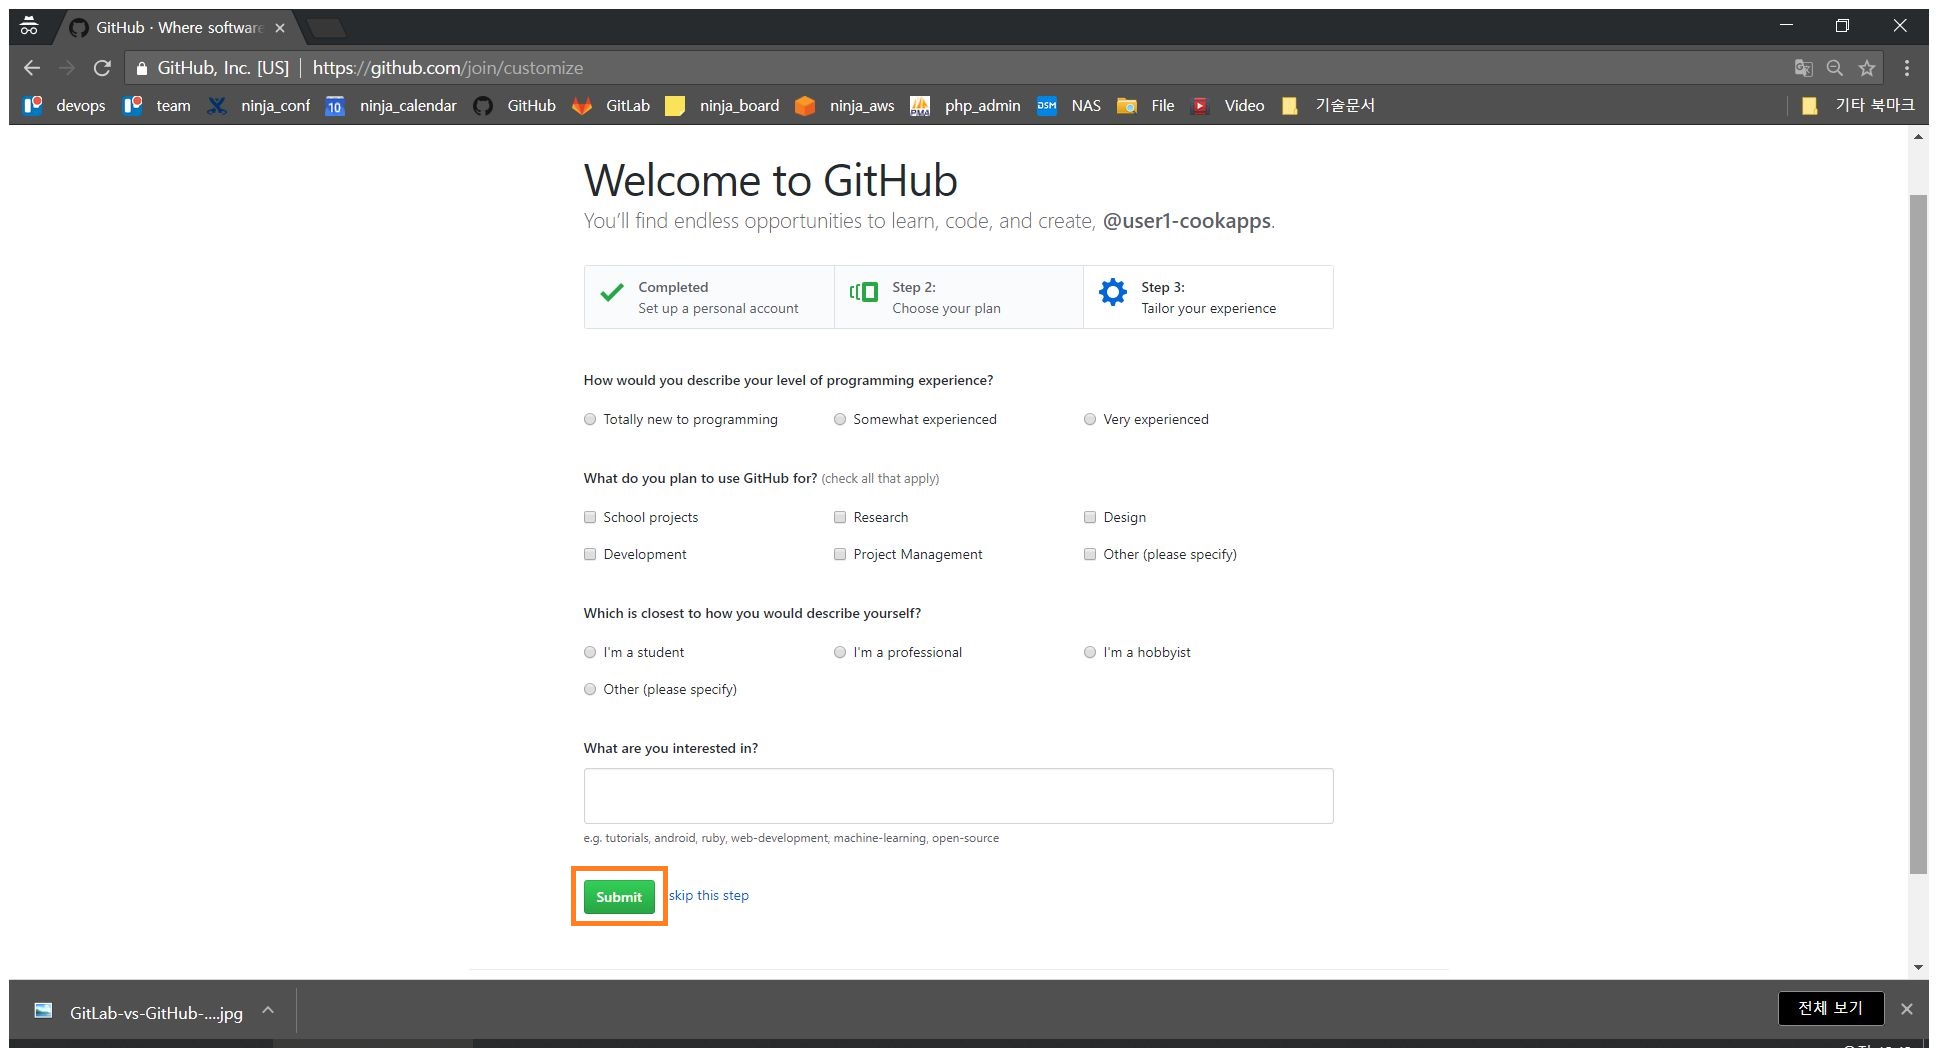 GitHub · Where software
GitHub, Inc. [US] https://github.com/join/customize
devops team ninja_conf 10 ninja_calendar GitHub GitLab ninja_board ninja_aws PMA php_admin DSM NAS File Video 기술문서 기타 북마크
Welcome to GitHub
You'll find endless opportunities to learn, code, and create, @user1-cookapps.
Completed
Set up a personal account
Step 2:
Choose your plan
Step 3:
Tailor your experience
How would you describe your level of programming experience?
Totally new to programming Somewhat experienced Very experienced
What do you plan to use GitHub for? (check all that apply)
School projects Research Design
Development Project Management Other (please specify)
Which is closest to how you would describe yourself?
I'm a student I'm a professional I'm a hobbyist
Other (please specify)
What are you interested in?
e.g. tutorials, android, ruby, web-development, machine-learning, open-source
Submit skip this step
GitLab-vs-GitHub-....jpg 전체 보기